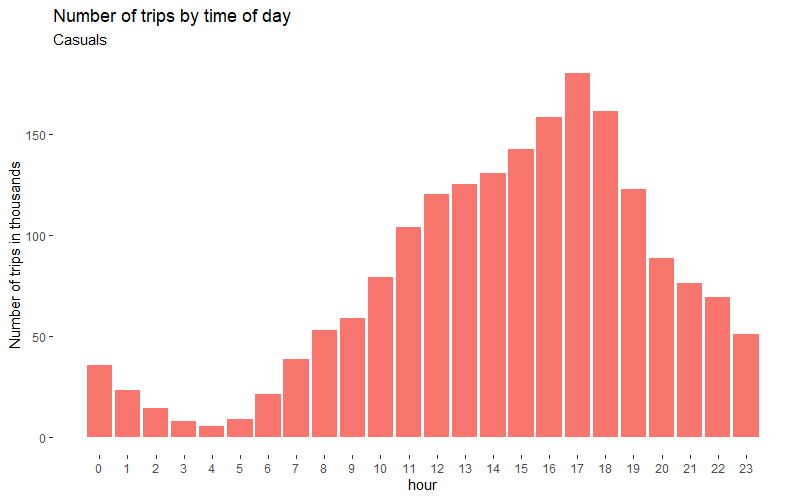 Number of trips by time of day
Casuals
Number of trips in thousands
150
100
50
0
0 1 2 3 4 5 6 7 8 9 10 11 12 13 14 15 16 17 18 19 20 21 22 23
hour